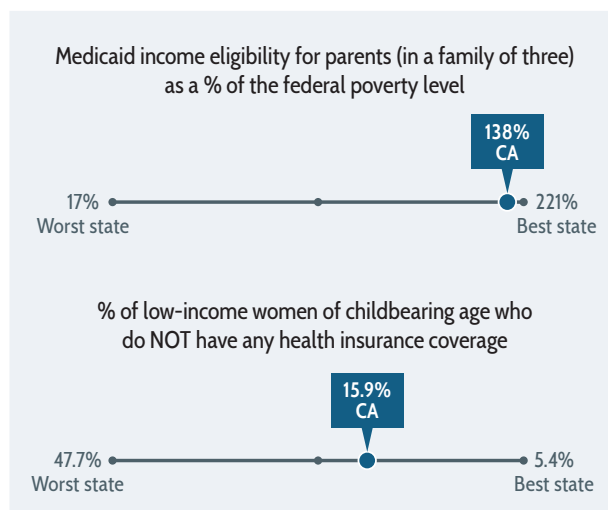 Medicaid income eligibility for parents (in a family of three)
as a % of the federal poverty level
138%
CA
17%
Worst state
221%
Best state
% of low-income women of childbearing age who
do NOT have any health insurance coverage
15.9%
CA
47.7%
Worst state
5.4%
Best state